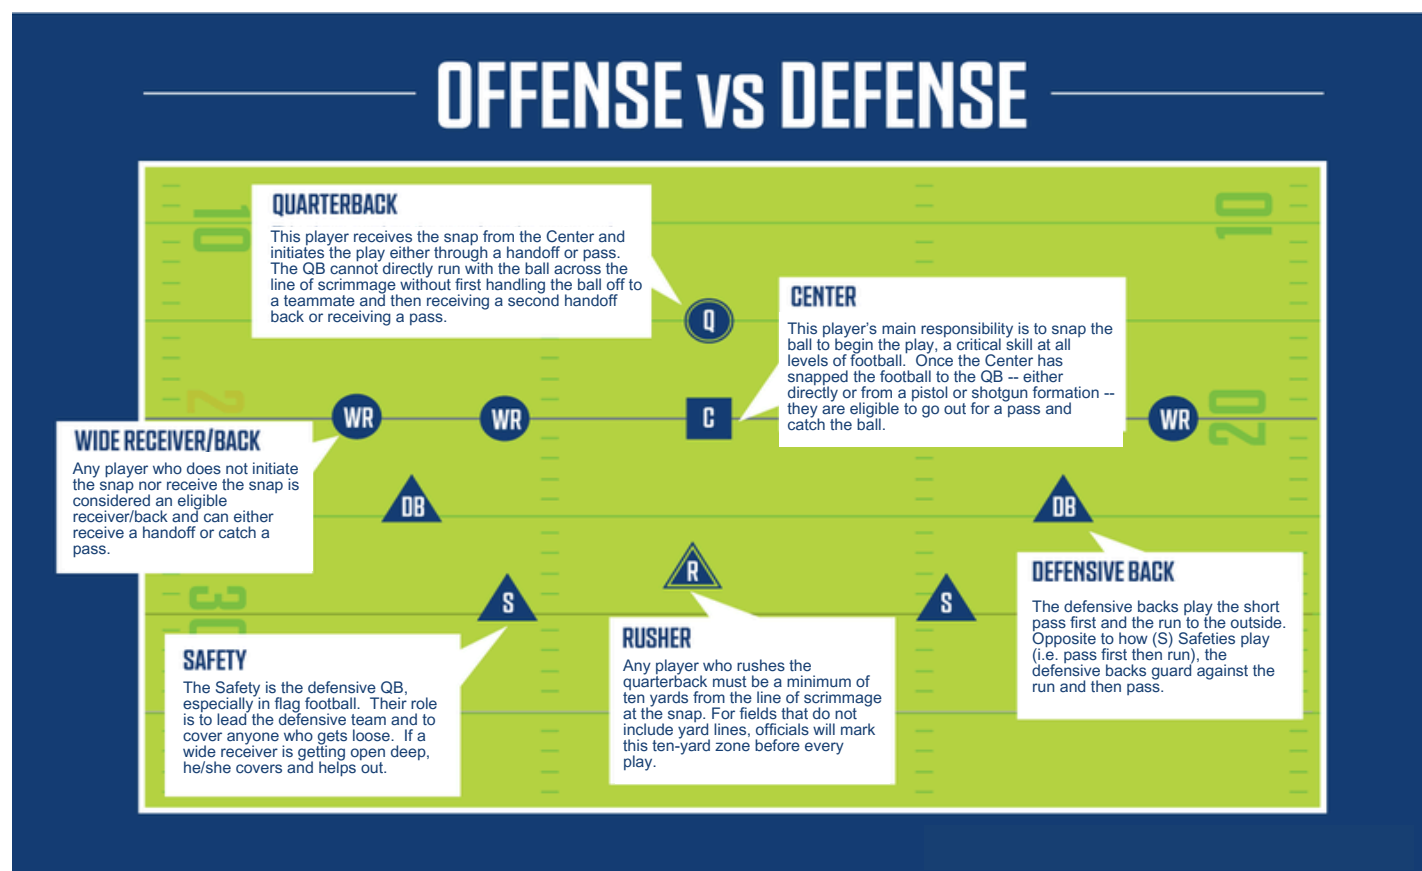 OFFENSE VS DEFENSE
10
10
QUARTERBACK
This player receives the snap from the Center and
initiates the play either through a handoff or pass.
The QB cannot directly run with the ball across the
line of scrimmage without first handling the ball off to
a teammate and then receiving a second handoff
back or receiving a pass.
Q
CENTER
This player's main responsibility is to snap the
ball to begin the play, a critical skill at all
levels of football.  Once the Center has
snapped the football to the QB -- either
directly or from a pistol or shotgun formation --
they are eligible to go out for a pass and
catch the ball.
2
WR
WR
C
WR
20
WIDE RECEIVER/BACK
Any player who does not initiate
the snap nor receive the snap is
considered an eligible
receiver/back and can either
receive a handoff or catch a
pass.
DB
DB
R
S
S
30
DEFENSIVE BACK
The defensive backs play the short
pass first and the run to the outside.
Opposite to how (S) Safeties play
(i.e. pass first then run), the
defensive backs guard against the
run and then pass.
RUSHER
Any player who rushes the
quarterback must be a minimum of
ten yards from the line of scrimmage
at the snap. For fields that do not
include yard lines, officials will mark
this ten-yard zone before every
play.
SAFETY
The Safety is the defensive QB,
especially in flag football.  Their role
is to lead the defensive team and to
cover anyone who gets loose.  If a
wide receiver is getting open deep,
he/she covers and helps out.